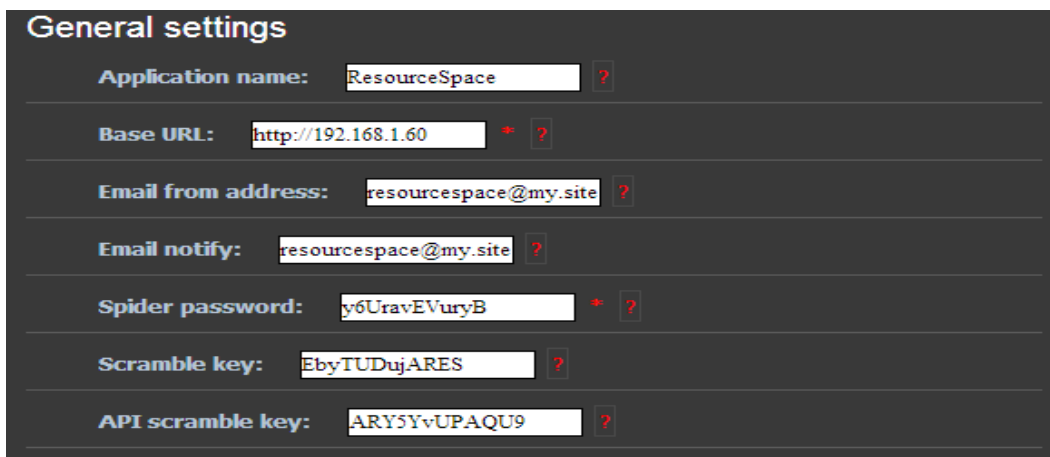 General settings
Application name: ResourceSpace ?
Base URL: http://192.168.1.60 * ?
Email from address: resourcespace@my.site ?
Email notify: resourcespace@my.site ?
Spider password: y6UravEVuryB * ?
Scramble key: EbyTUDujARES ?
API scramble key: ARY5YvUPAQU9 ?